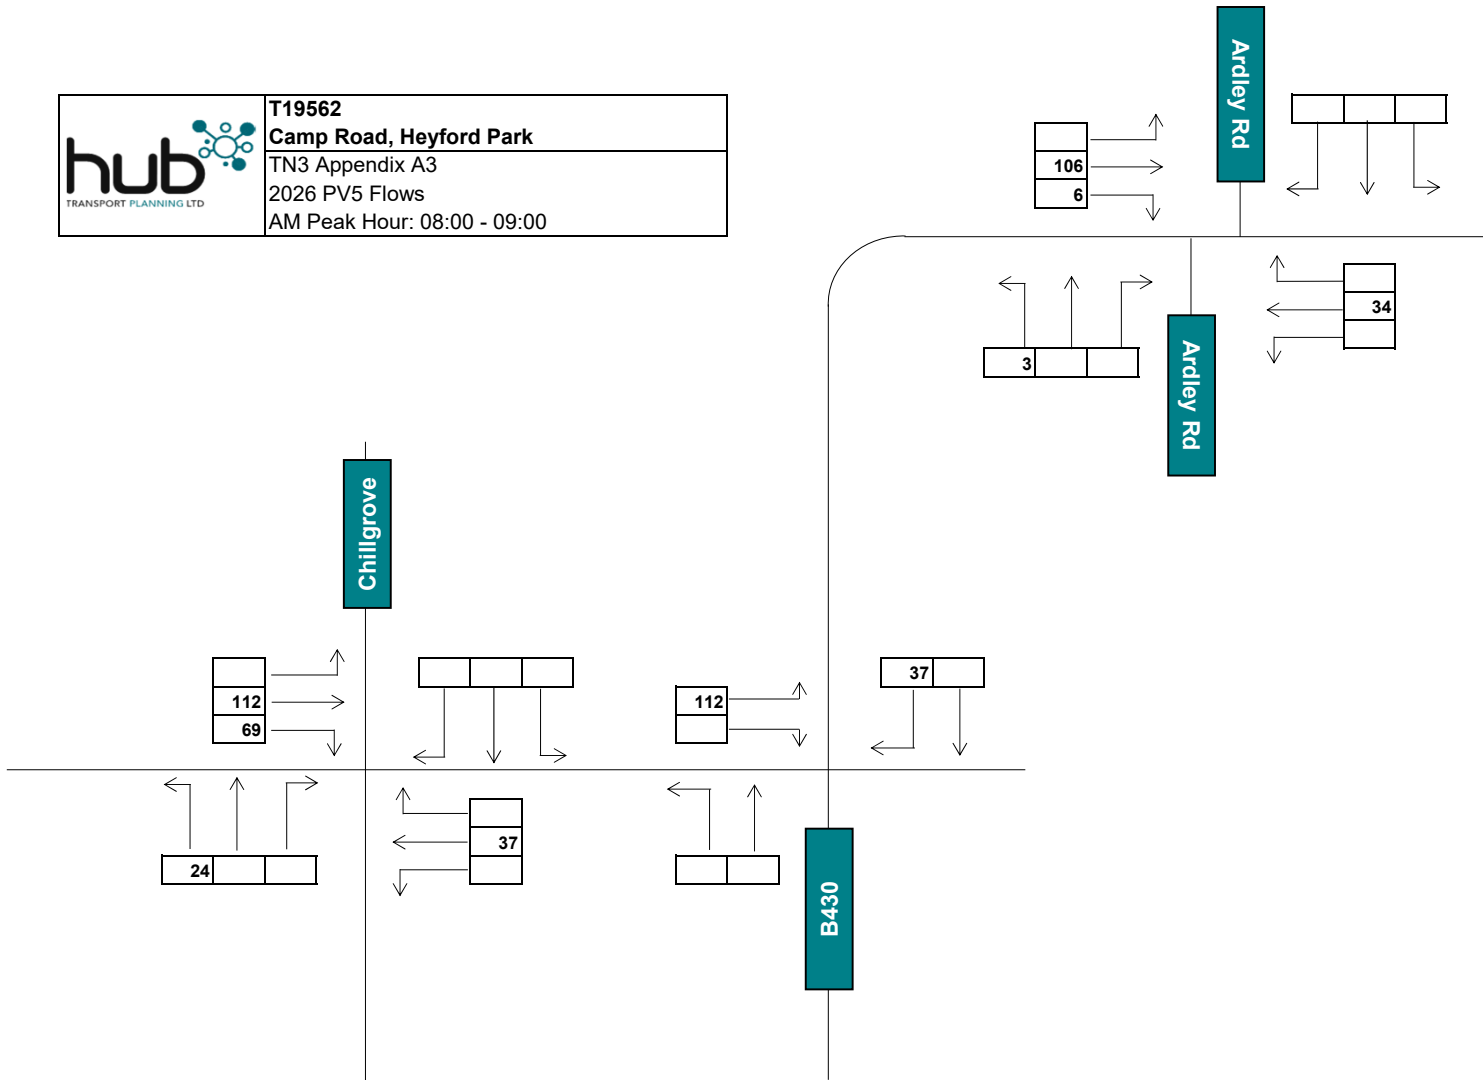 hub
TRANSPORT PLANNING LTD
T19562
Camp Road, Heyford Park
TN3 Appendix A3
2026 PV5 Flows
AM Peak Hour: 08:00 - 09:00
Ardley Rd
106
6
34
3
Ardley Rd
Chillgrove
112
69
37
24
112
37
B430